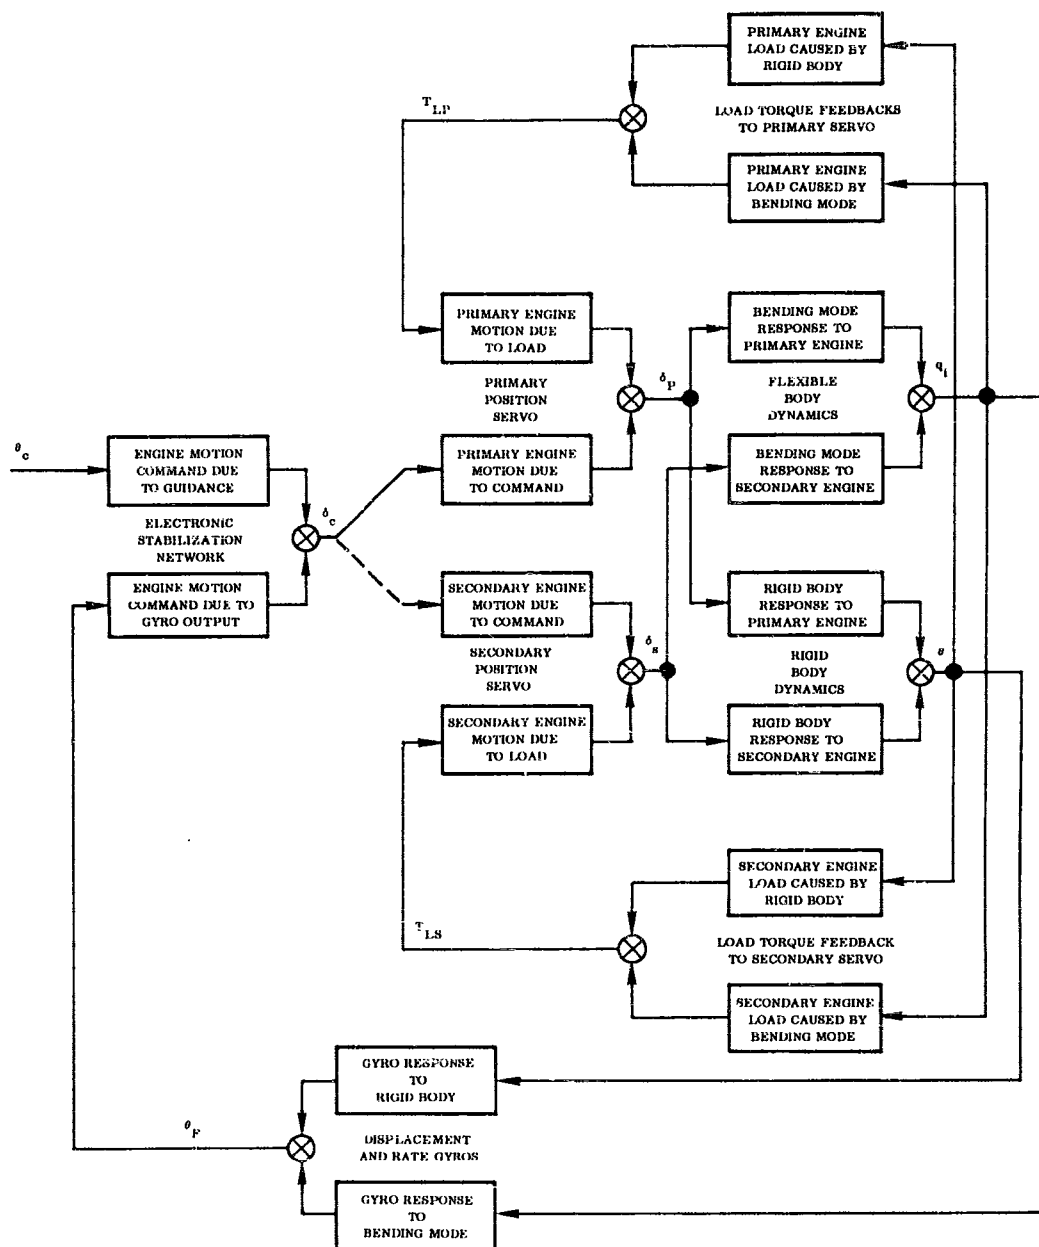 PRIMARY ENGINE
LOAD CAUSED BY
RIGID BODY
T_LP
LOAD TORQUE FEEDBACKS
TO PRIMARY SERVO
PRIMARY ENGINE
LOAD CAUSED BY
BENDING MODE
PRIMARY ENGINE
MOTION DUE
TO LOAD
BENDING MODE
RESPONSE TO
PRIMARY ENGINE
PRIMARY
POSITION
SERVO
δ_P
FLEXIBLE
BODY
DYNAMICS
q_i
θ_c
ENGINE MOTION
COMMAND DUE
TO GUIDANCE
PRIMARY ENGINE
MOTION DUE
TO COMMAND
BENDING MODE
RESPONSE TO
SECONDARY ENGINE
ELECTRONIC
STABILIZATION
NETWORK
δ_c
ENGINE MOTION
COMMAND DUE TO
GYRO OUTPUT
SECONDARY ENGINE
MOTION DUE
TO COMMAND
RIGID BODY
RESPONSE TO
PRIMARY ENGINE
SECONDARY
POSITION
SERVO
δ_s
RIGID
BODY
DYNAMICS
θ
SECONDARY ENGINE
MOTION DUE
TO LOAD
RIGID BODY
RESPONSE TO
SECONDARY ENGINE
SECONDARY ENGINE
LOAD CAUSED BY
RIGID BODY
T_LS
LOAD TORQUE FEEDBACK
TO SECONDARY SERVO
SECONDARY ENGINE
LOAD CAUSED BY
BENDING MODE
GYRO RESPONSE
TO
RIGID BODY
θ_F
DISPLACEMENT
AND RATE GYROS
GYRO RESPONSE
TO
BENDING MODE